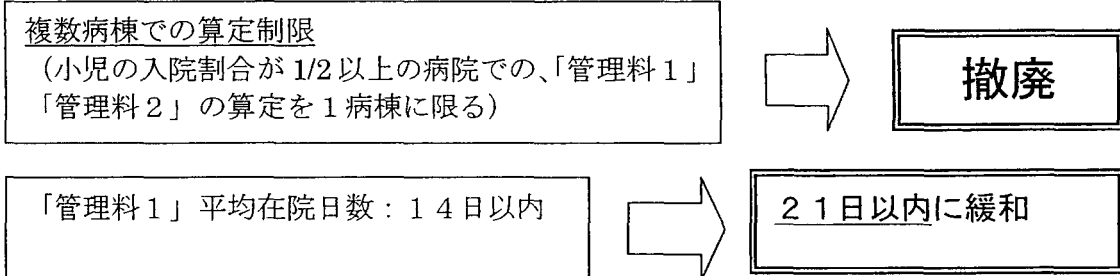 複数病棟での算定制限
（小児の入院割合が1/2以上の病院での、「管理料１」
「管理料２」の算定を１病棟に限る）
撤廃
「管理料１」平均在院日数：１４日以内
２１日以内に緩和